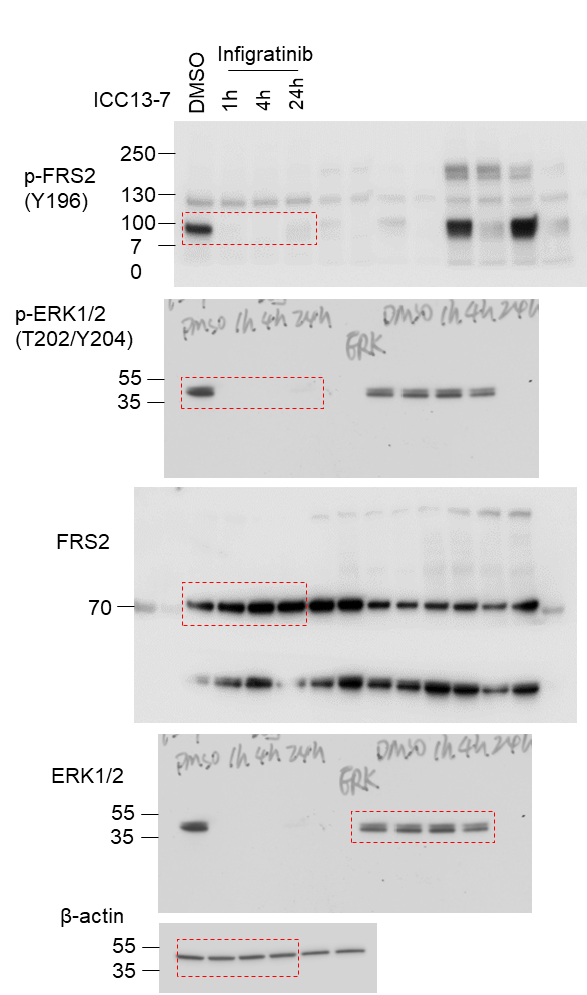 Infigratinib
ICC13-7
DMSO
1h
4h
24h
p-FRS2
(Y196)
250
130
100
7
0
p-ERK1/2
(T202/Y204)
DMSO 1h 4h 24h
ERK
DMSO 1h 4h 24h
55
35
FRS2
70
ERK1/2
DMSO 1h 4h 24h
ERK
DMSO 1h 4h 24h
55
35
β-actin
55
35